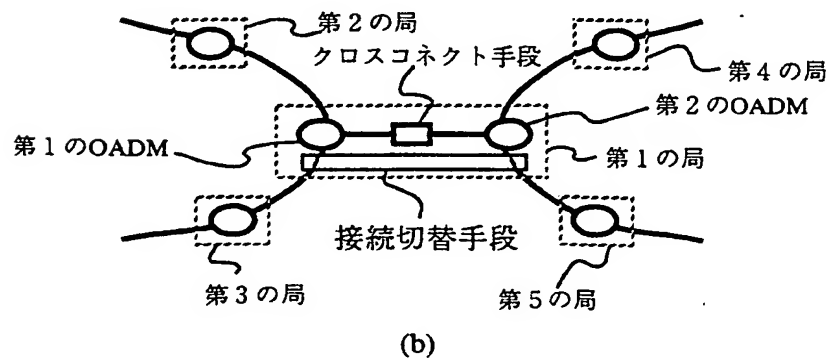 第２の局
クロスコネクト手段
第４の局
第２のOADM
第１のOADM
第１の局
接続切替手段
第３の局
第５の局
(b)